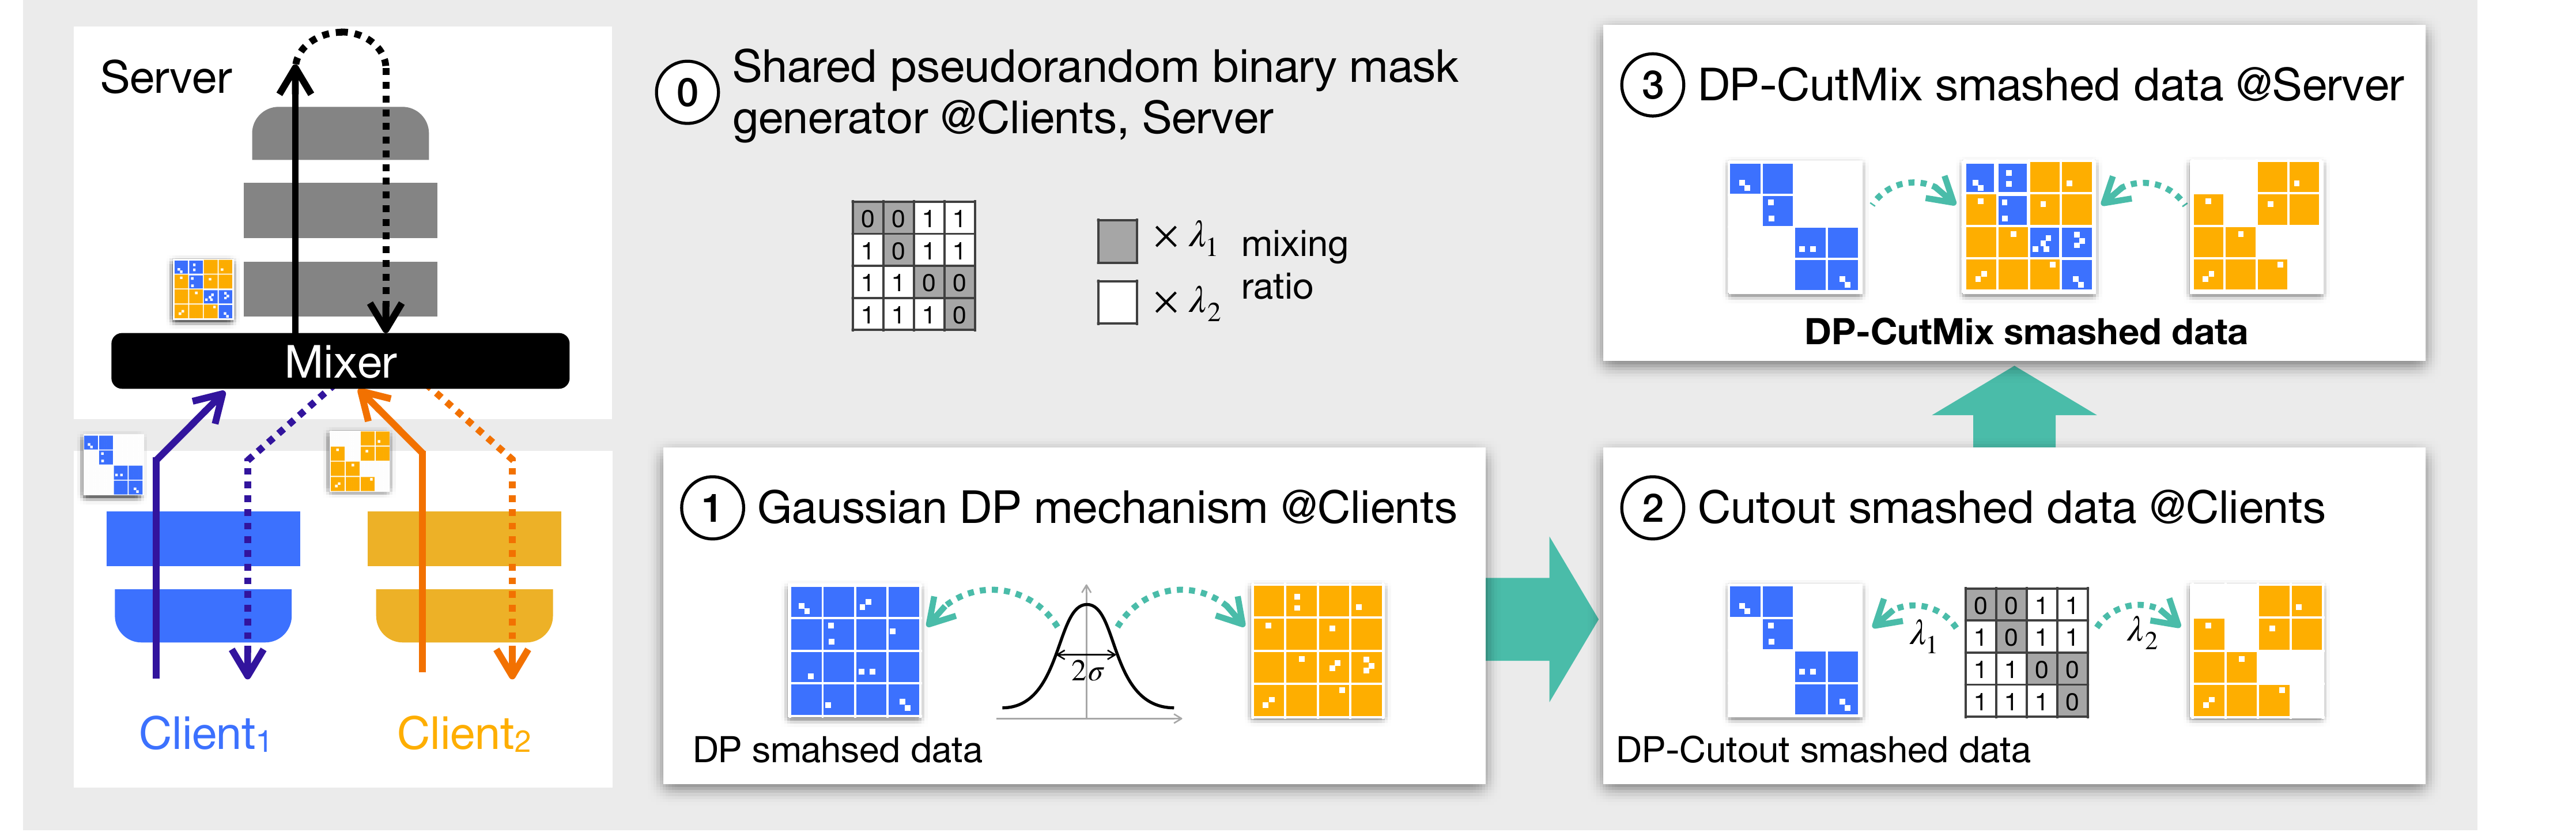 Server
Mixer
Client1
Client2
0 Shared pseudorandom binary mask
generator @Clients, Server
0 0 1 1
1 0 1 1
1 1 0 0
1 1 1 0
× λ1 mixing
× λ2 ratio
1 Gaussian DP mechanism @Clients
2σ
DP smahsed data
2 Cutout smashed data @Clients
λ1
0 0 1 1
1 0 1 1
1 1 0 0
1 1 1 0
λ2
DP-Cutout smashed data
3 DP-CutMix smashed data @Server
DP-CutMix smashed data